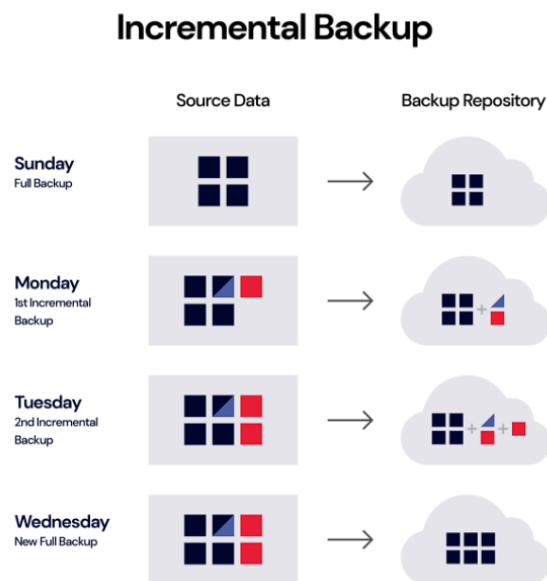 Incremental Backup
Source Data
Backup Repository
Sunday
Full Backup
Monday
1st Incremental
Backup
+
Tuesday
2nd Incremental
Backup
+ +
Wednesday
New Full Backup